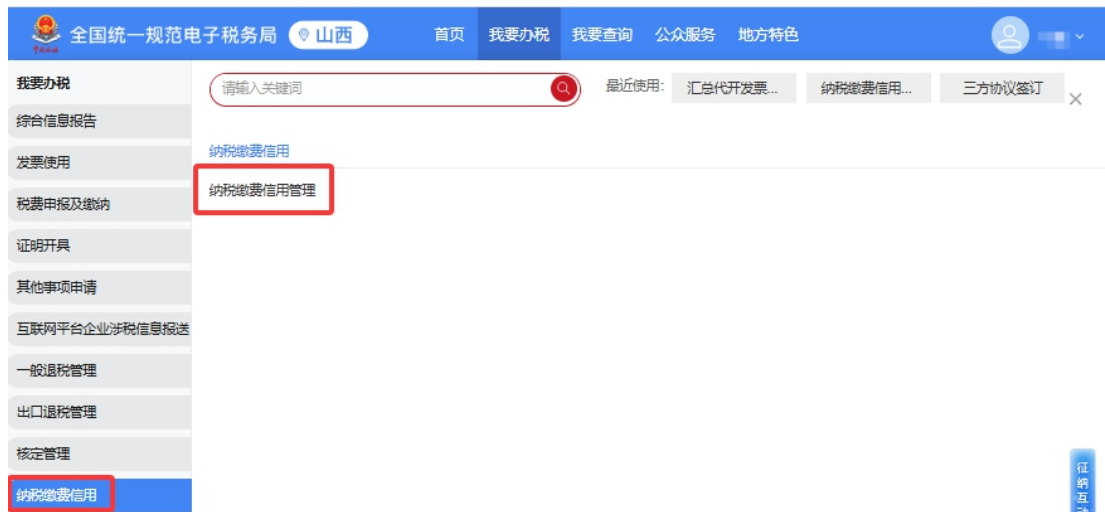 全国统一规范电子税务局 山西 首页 我要办税 我要查询 公众服务 地方特色
我要办税
请输入关键词 最近使用: 汇总代开发票... 纳税缴费信用... 三方协议签订
综合信息报告
纳税缴费信用
发票使用
纳税缴费信用管理
税费申报及缴纳
证明开具
其他事项申请
互联网平台企业涉税信息报送
一般退税管理
出口退税管理
核定管理
纳税缴费信用
征纳互